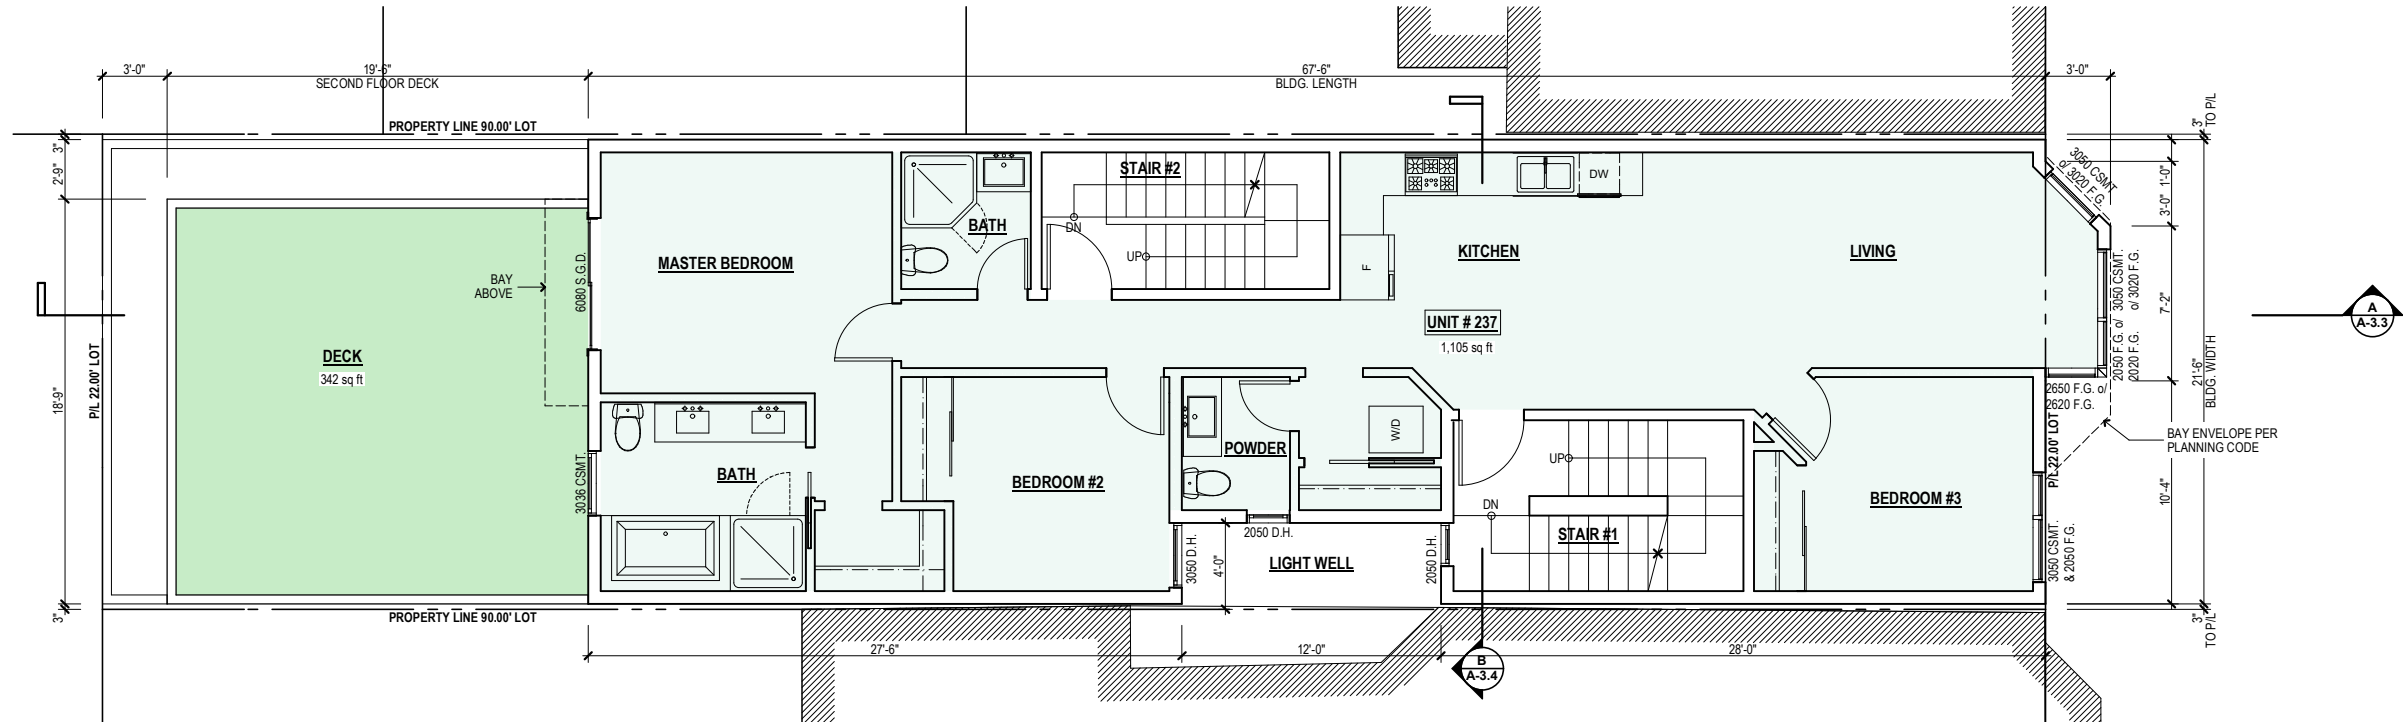 3'-0"
19'-6"
SECOND FLOOR DECK
67'-6"
BLDG. LENGTH
3'-0"
PROPERTY LINE 90.00' LOT
3"
TO P/L
3"
2'-9"
18'-9"
3"
P/L 22.00' LOT
DECK
342 sq ft
BAY
ABOVE
6080 S.G.D.
3036 CSMT.
MASTER BEDROOM
BATH
STAIR #2
DN
UP
DW
F
KITCHEN
LIVING
UNIT # 237
1,105 sq ft
3050 CSMT.
o/ 3020 F.G.
1'-0"
3'-0"
7'-2"
21'-6"
BLDG. WIDTH
10'-4"
3"
TO P/L
2050 F.G. o/ 3050 CSMT.
2020 F.G. o/ 3020 F.G.
2650 F.G. o/
2620 F.G.
P/L 22.00' LOT
BAY ENVELOPE PER
PLANNING CODE
3050 CSMT.
& 2050 F.G.
A
A-3.3
BATH
BEDROOM #2
POWDER
W/D
UP
DN
STAIR #1
BEDROOM #3
3050 D.H.
4'-0"
2050 D.H.
LIGHT WELL
2050 D.H.
PROPERTY LINE 90.00' LOT
27'-6"
12'-0"
28'-0"
B
A-3.4